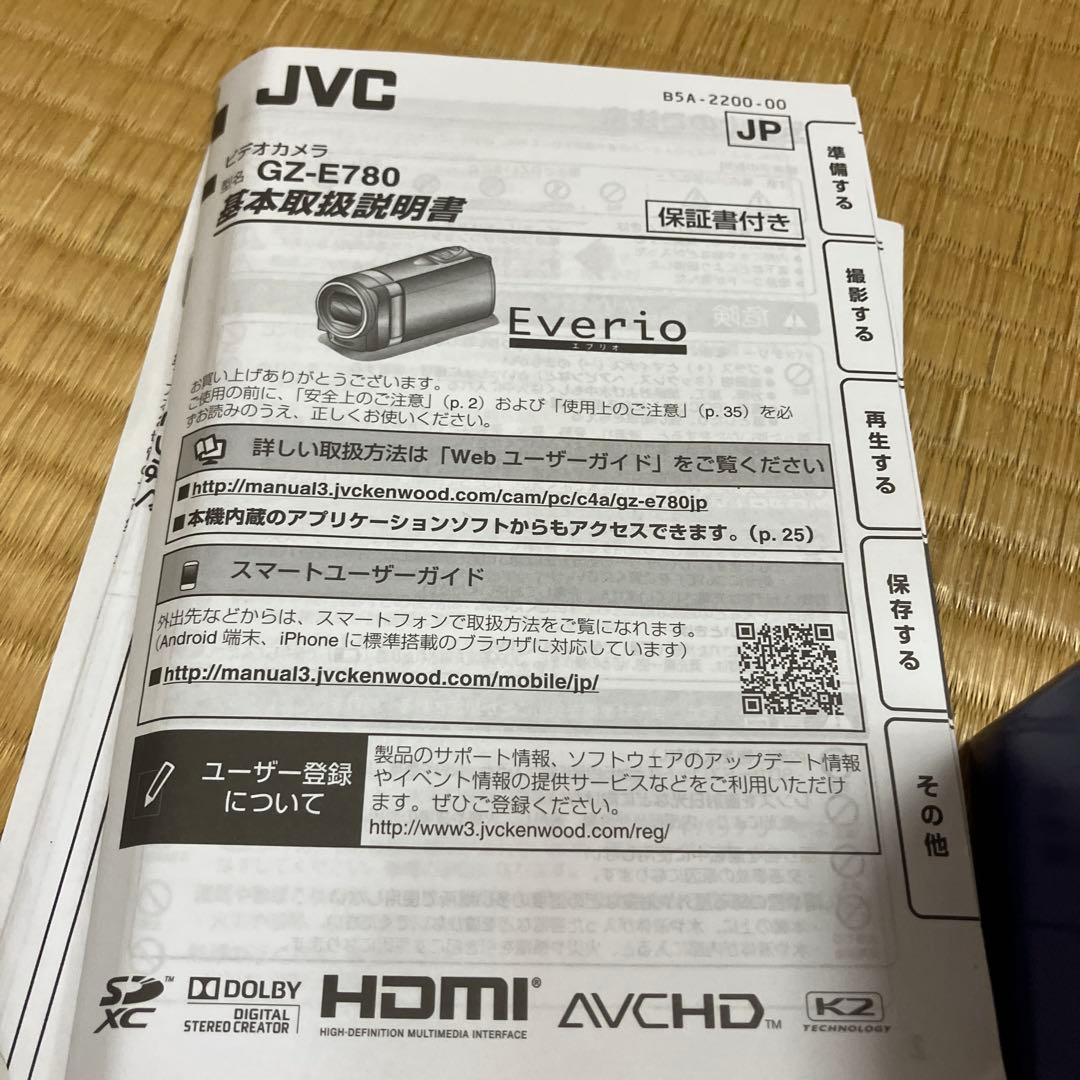 JVC
B5A-2200-00
JP
ビデオカメラ
型名 GZ-E780
基本取扱説明書
保証書付き
Everio
エブリオ
お買い上げありがとうございます。
ご使用の前に、「安全上のご注意」(p. 2) および「使用上のご注意」(p. 35) を必
ずお読みのうえ、正しくお使いください。
詳しい取扱方法は「Web ユーザーガイド」をご覧ください
■http://manual3.jvckenwood.com/cam/pc/c4a/gz-e780jp
■本機内蔵のアプリケーションソフトからもアクセスできます。(p. 25)
スマートユーザーガイド
外出先などからは、スマートフォンで取扱方法をご覧になれます。
(Android 端末、iPhone に標準搭載のブラウザに対応しています)
■http://manual3.jvckenwood.com/mobile/jp/
ユーザー登録
について
製品のサポート情報、ソフトウェアのアップデート情報
やイベント情報の提供サービスなどをご利用いただけ
ます。ぜひご登録ください。
http://www3.jvckenwood.com/reg/
準備する
撮影する
再生する
保存する
その他
SD XC ™
DOLBY
DIGITAL
STEREO CREATOR
HDMI®
HIGH-DEFINITION MULTIMEDIA INTERFACE
AVCHD™
K2
TECHNOLOGY